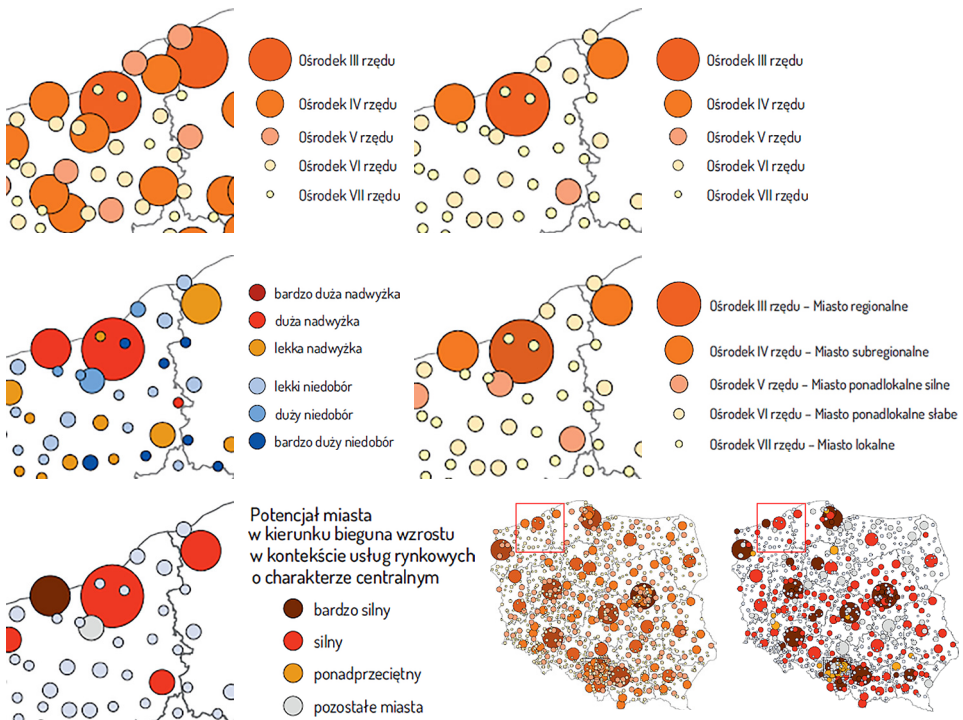 Ośrodek III rzędu
Ośrodek IV rzędu
Ośrodek V rzędu
Ośrodek VI rzędu
Ośrodek VII rzędu
Ośrodek III rzędu
Ośrodek IV rzędu
Ośrodek V rzędu
Ośrodek VI rzędu
Ośrodek VII rzędu
bardzo duża nadwyżka
duża nadwyżka
lekka nadwyżka
lekki niedobór
duży niedobór
bardzo duży niedobór
Ośrodek III rzędu – Miasto regionalne
Ośrodek IV rzędu – Miasto subregionalne
Ośrodek V rzędu – Miasto ponadlokalne silne
Ośrodek VI rzędu – Miasto ponadlokalne słabe
Ośrodek VII rzędu – Miasto lokalne
Potencjał miasta
w kierunku bieguna wzrostu
w kontekście usług rynkowych
o charakterze centralnym
bardzo silny
silny
ponadprzeciętny
pozostałe miasta